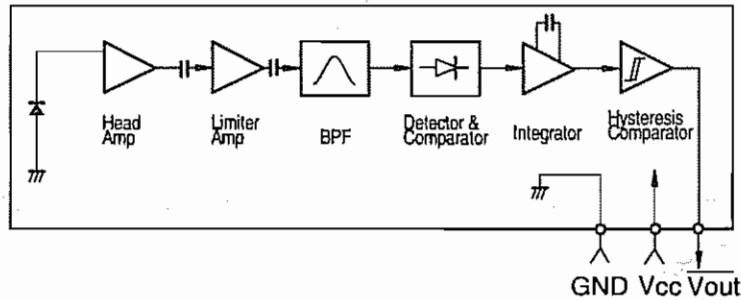 Head
Amp
Limiter
Amp
BPF
Detector &
Comparator
Integrator
Hysteresis
Comparator
GND
Vcc
Vout